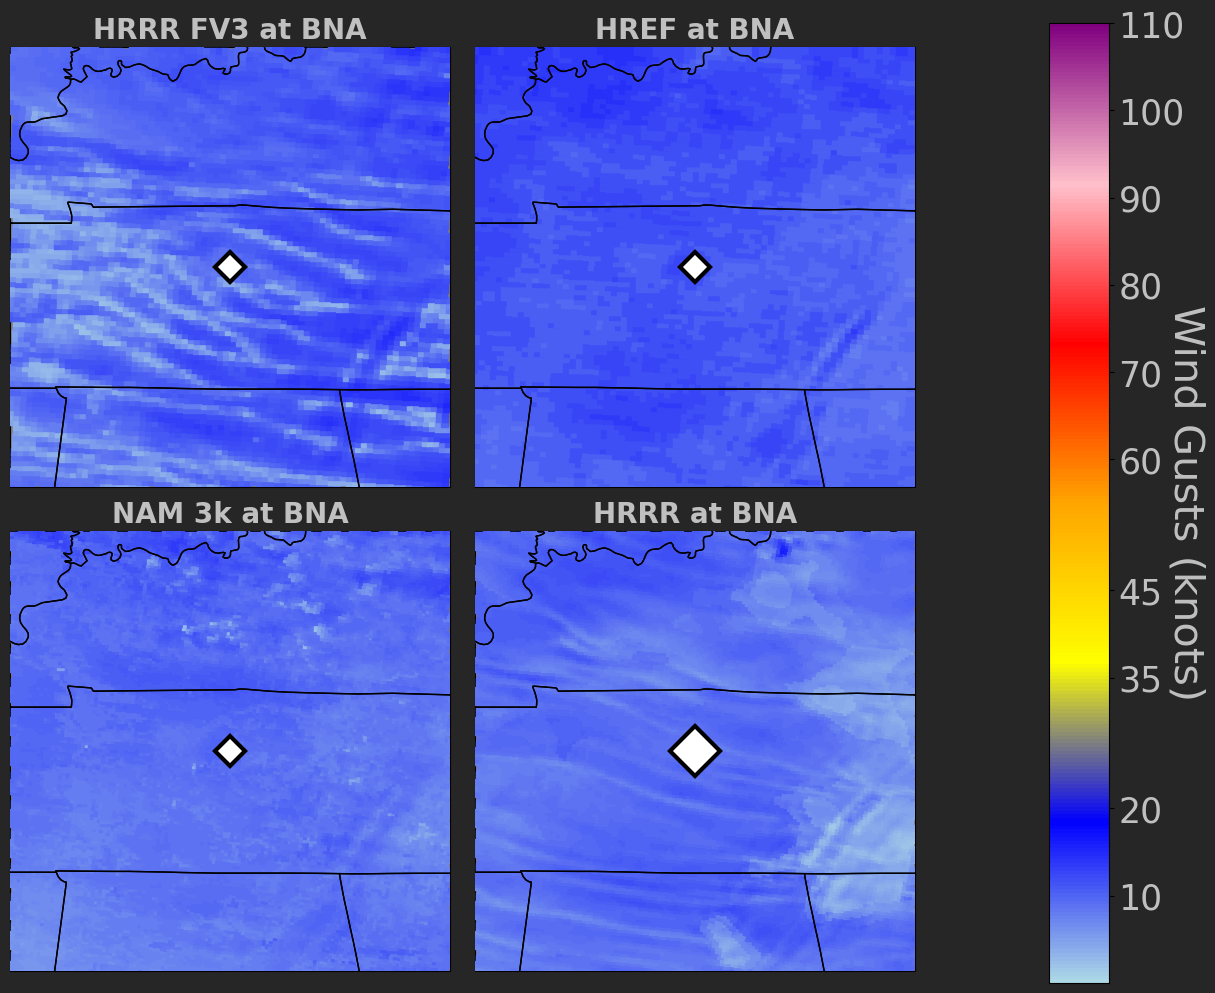 HRRR FV3 at BNA
HREF at BNA
NAM 3k at BNA
HRRR at BNA
110
100
90
80
70
60
45
35
20
10
Wind Gusts (knots)